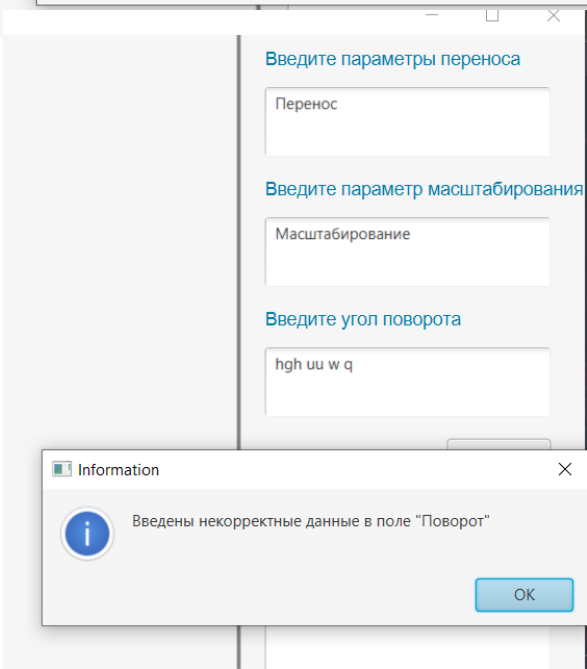 Введите параметры переноса
Перенос
Введите параметр масштабирования
Масштабирование
Введите угол поворота
hgh uu w q
Information
Введены некорректные данные в поле "Поворот"
OK